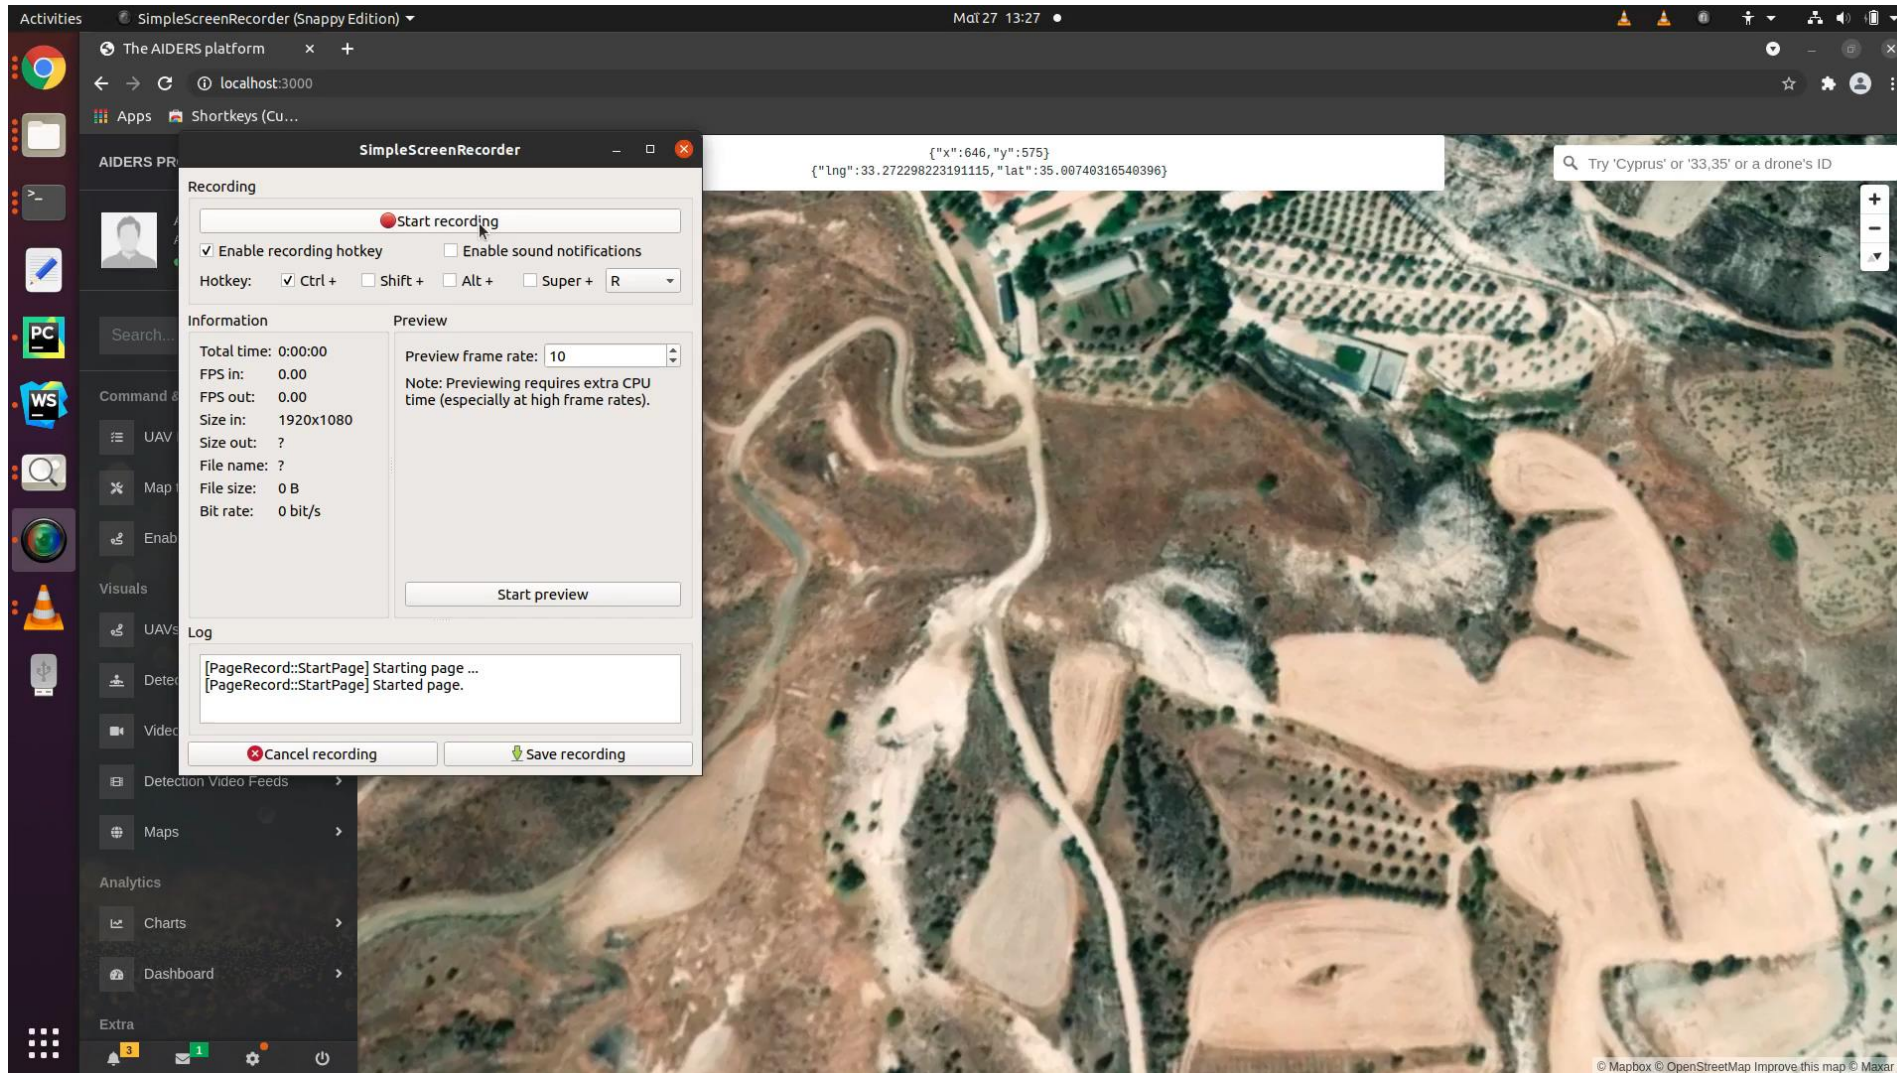 Activities
SimpleScreenRecorder (Snappy Edition)
Μαΐ 27 13:27
The AIDERS platform
localhost:3000
Apps
Shortkeys (Cu...
AIDERS PR
{"x":646,"y":575}
{"lng":33.272298223191115,"lat":35.00740316540396}
Try 'Cyprus' or '33,35' or a drone's ID
SimpleScreenRecorder
Recording
Start recording
Enable recording hotkey
Enable sound notifications
Hotkey: Ctrl + Shift + Alt + Super + R
Information
Total time: 0:00:00
FPS in: 0.00
FPS out: 0.00
Size in: 1920x1080
Size out: ?
File name: ?
File size: 0 B
Bit rate: 0 bit/s
Preview
Preview frame rate: 10
Note: Previewing requires extra CPU
time (especially at high frame rates).
Start preview
Log
[PageRecord::StartPage] Starting page ...
[PageRecord::StartPage] Started page.
Cancel recording
Save recording
PC
WS
Search...
Command &
UAV
Map
Enab
Visuals
UAVs
Detec
Video
Detection Video Feeds
Maps
Analytics
Charts
Dashboard
Extra
3
1
© Mapbox © OpenStreetMap Improve this map © Maxar